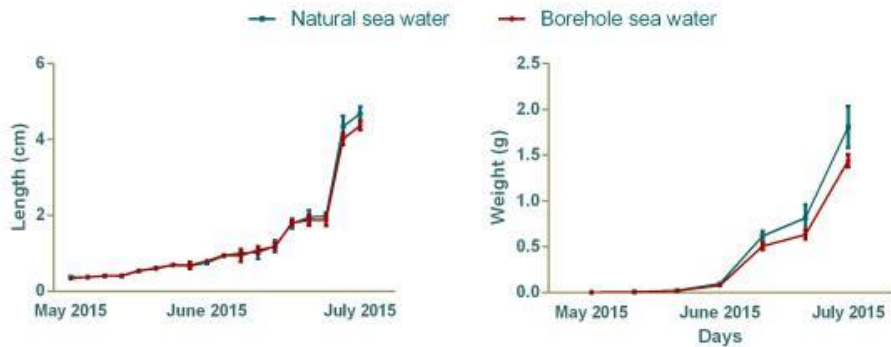 Natural sea water Borehole sea water
Length (cm)
6
4
2
0
May 2015 June 2015 July 2015
Weight (g)
2.5
2.0
1.5
1.0
0.5
0.0
May 2015 June 2015 July 2015
Days